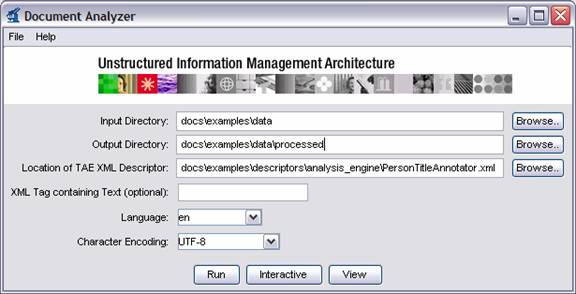 Document Analyzer
File Help
Unstructured Information Management Architecture
Input Directory: docs\examples\data Browse..
Output Directory: docs\examples\data\processed Browse..
Location of TAE XML Descriptor: docs\examples\descriptors\analysis_engine\PersonTitleAnnotator.xml Browse..
XML Tag containing Text (optional):
Language: en
Character Encoding: UTF-8
Run Interactive View